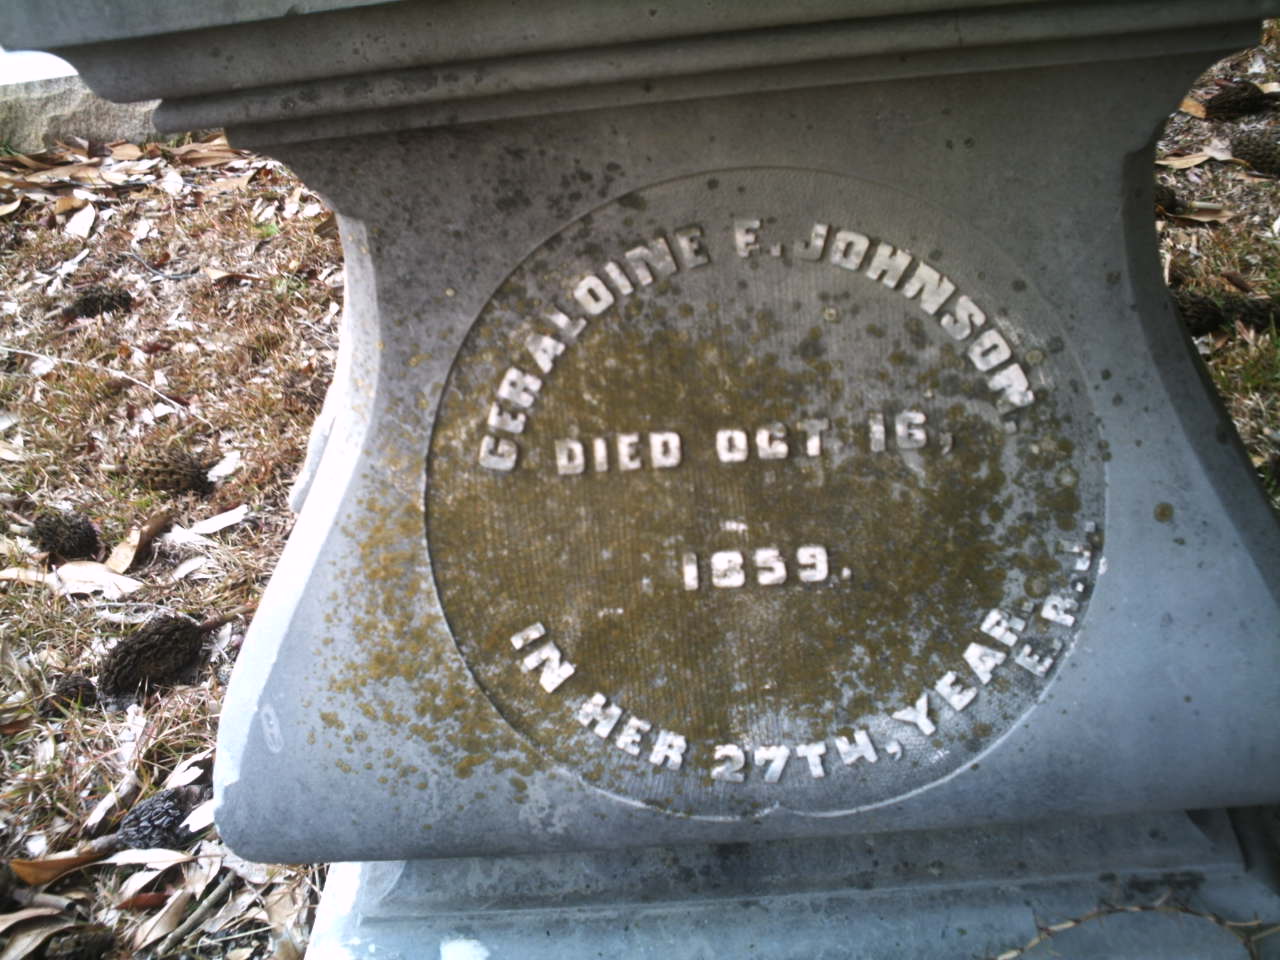 GERALDINE E. JOHNSON.
DIED OCT 16,
1859.
IN HER 27TH, YEAR.
E.R.L.